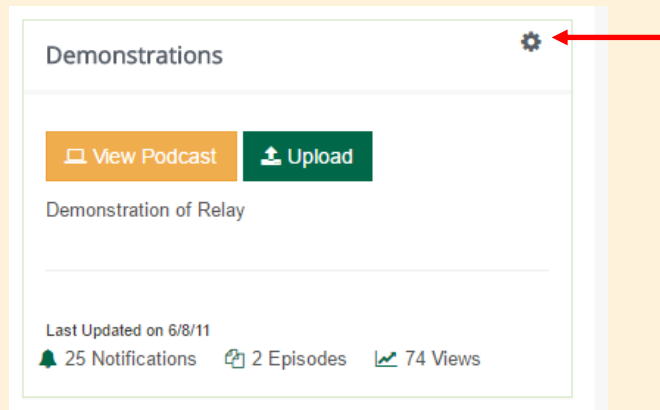 Demonstrations
View Podcast Upload
Demonstration of Relay
Last Updated on 6/8/11
25 Notifications 2 Episodes 74 Views